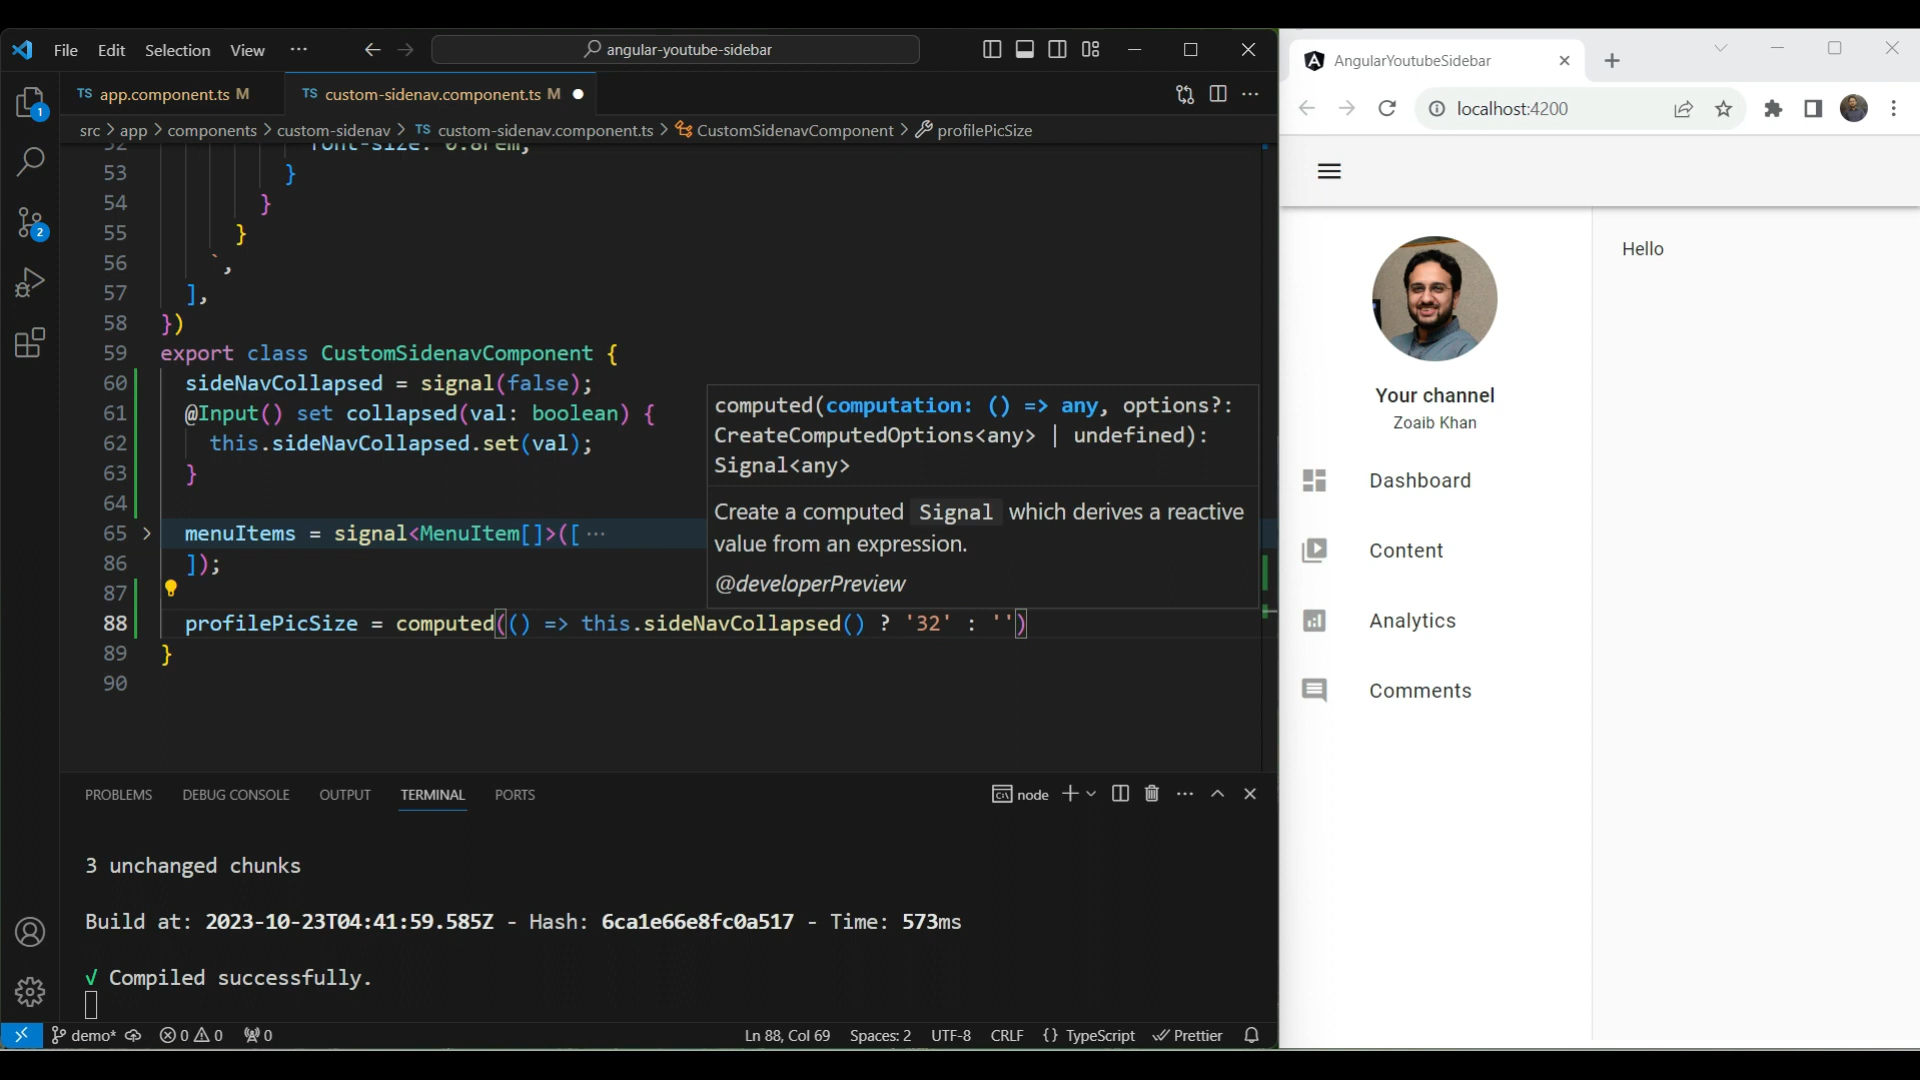 File Edit Selection View ···
angular-youtube-sidebar
TS app.component.ts M
TS custom-sidenav.component.ts M
src > app > components > custom-sidenav > TS custom-sidenav.component.ts > CustomSidenavComponent > profilePicSize
52 font-size: 0.8rem;
53 }
54 }
55 }
56 `,
57 ],
58 })
59 export class CustomSidenavComponent {
60 sideNavCollapsed = signal(false);
61 @Input() set collapsed(val: boolean) {
62 this.sideNavCollapsed.set(val);
63 }
64
65 menuItems = signal<MenuItem[]>([ ···
86 ]);
87
88 profilePicSize = computed(() => this.sideNavCollapsed() ? '32' : '')
89 }
90
computed(computation: () => any, options?:
CreateComputedOptions<any> | undefined):
Signal<any>
Create a computed Signal which derives a reactive
value from an expression.
@developerPreview
PROBLEMS DEBUG CONSOLE OUTPUT TERMINAL PORTS
node
3 unchanged chunks
Build at: 2023-10-23T04:41:59.585Z - Hash: 6ca1e66e8fc0a517 - Time: 573ms
√ Compiled successfully.
demo* 0 0 0
Ln 88, Col 69 Spaces: 2 UTF-8 CRLF {} TypeScript Prettier
1
2
AngularYoutubeSidebar
localhost:4200
Hello
Your channel
Zoaib Khan
Dashboard
Content
Analytics
Comments